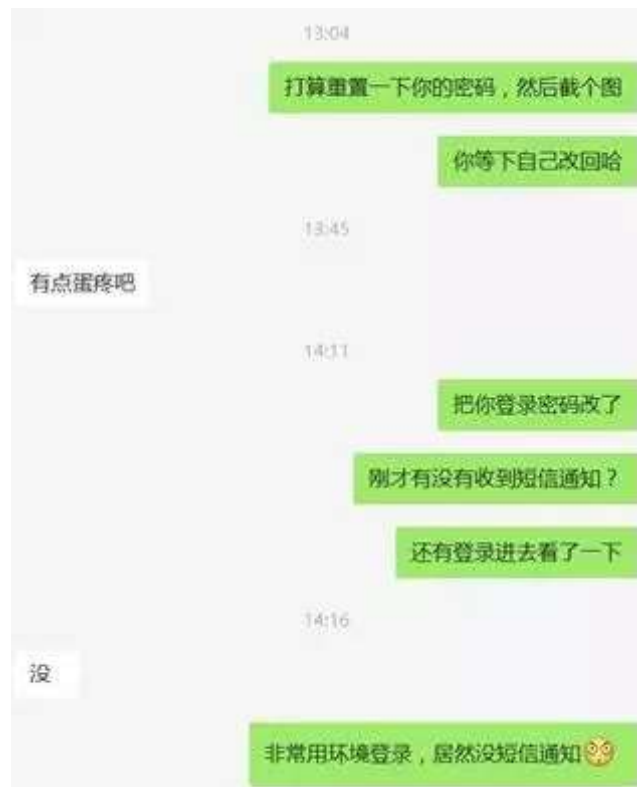 13:04
打算重置一下你的密码，然后截个图
你等下自己改回哈
13:45
有点蛋疼吧
14:11
把你登录密码改了
刚才有没有收到短信通知？
还有登录进去看了一下
14:16
没
非常用环境登录，居然没短信通知